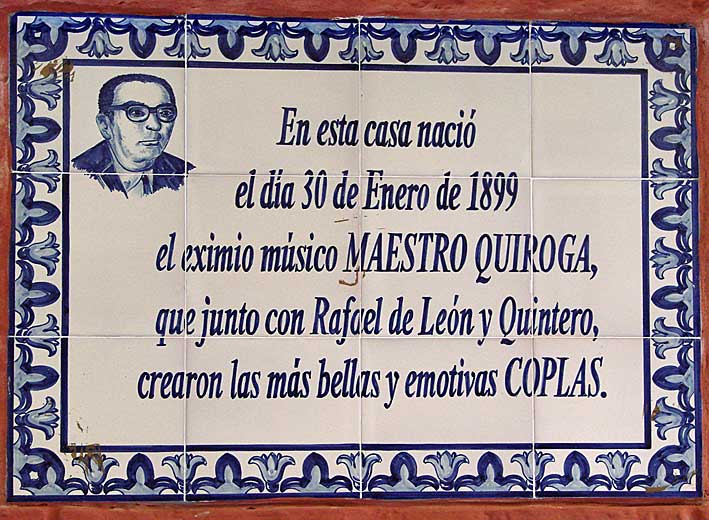 En esta casa nació
el día 30 de Enero de 1899
el eximio músico MAESTRO QUIROGA,
que junto con Rafael de León y Quintero,
crearon las más bellas y emotivas COPLAS.